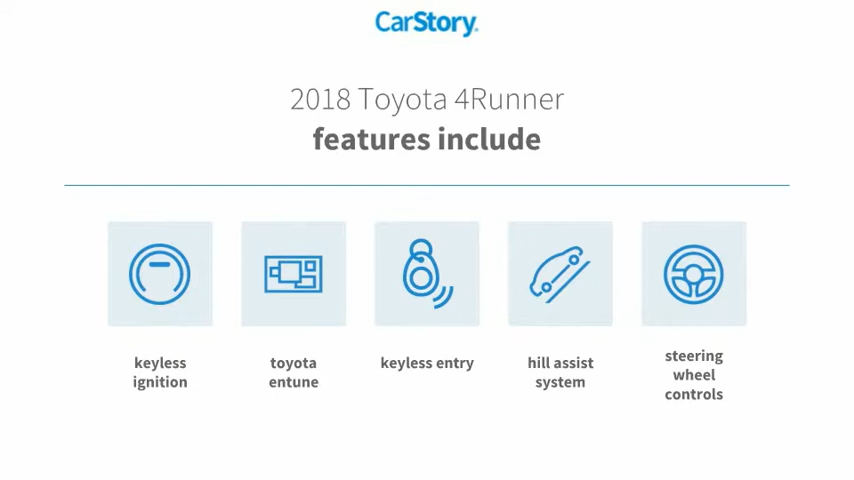 CarStory.
2018 Toyota 4Runner
features include
keyless
ignition
toyota
entune
keyless entry
hill assist
system
steering
wheel
controls